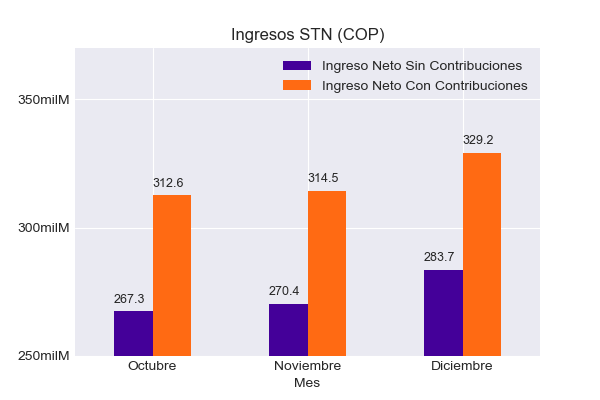 Ingresos STN (COP)
Ingreso Neto Sin Contribuciones
Ingreso Neto Con Contribuciones
350milM
300milM
250milM
267.3
312.6
270.4
314.5
283.7
329.2
Octubre
Noviembre
Diciembre
Mes